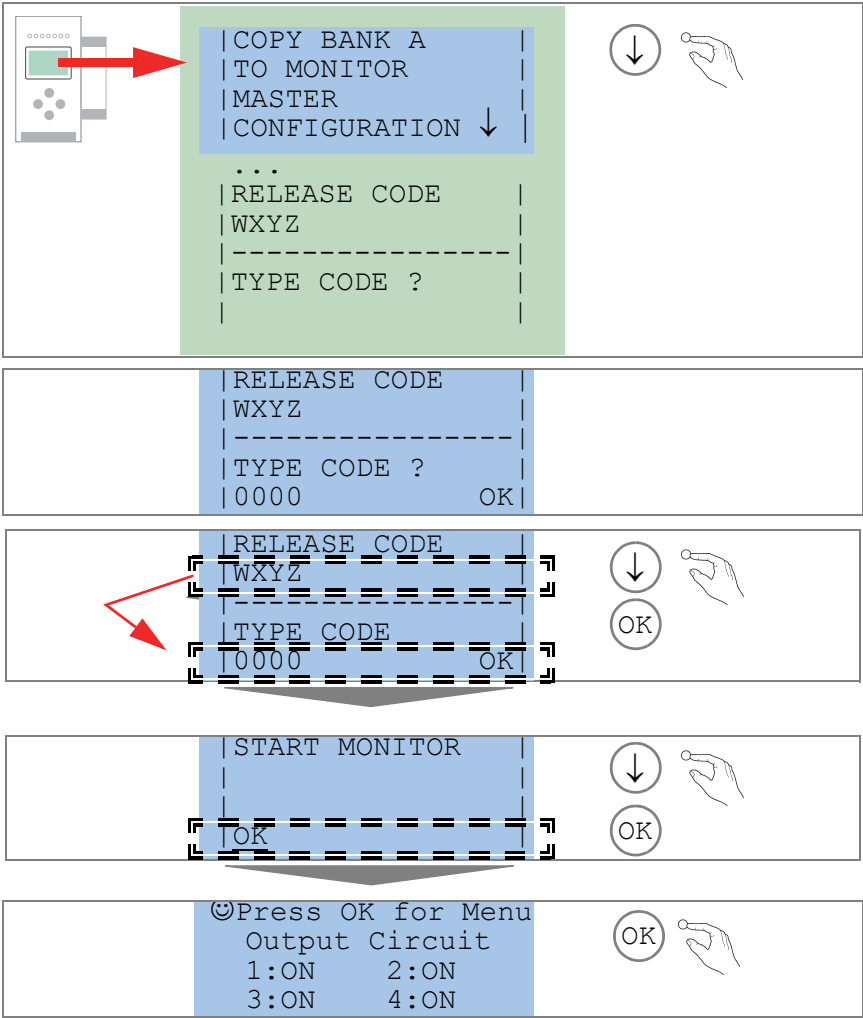 |COPY BANK A |
|TO MONITOR |
|MASTER |
|CONFIGURATION ↓ |
...
|RELEASE CODE |
|WXYZ |
|----------------|
|TYPE CODE ? |
| |
↓
|RELEASE CODE |
|WXYZ |
|----------------|
|TYPE CODE ? |
|0000 OK|
|RELEASE CODE |
|WXYZ |
|----------------|
|TYPE CODE |
|0000 OK|
↓
OK
|START MONITOR |
| |
| |
|OK |
↓
OK
☺Press OK for Menu
Output Circuit
1:ON 2:ON
3:ON 4:ON
OK